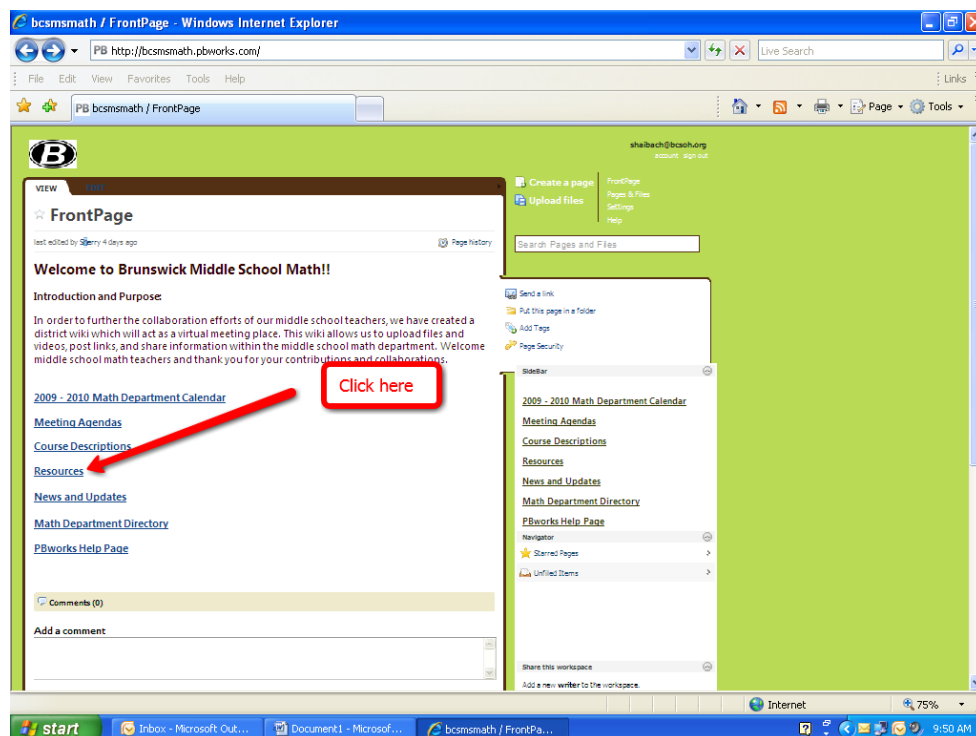 bcsmsmath / FrontPage - Windows Internet Explorer
PB http://bcsmsmath.pbworks.com/
Live Search
File Edit View Favorites Tools Help
Links
PB bcsmsmath / FrontPage
Page Tools
B
shaibach@bcsoh.org
account sign out
VIEW EDIT
Create a page
Upload files
FrontPage
Pages & Files
Settings
Help
FrontPage
last edited by Sherry 4 days ago
Page history
Search Pages and Files
Welcome to Brunswick Middle School Math!!
Introduction and Purpose:
In order to further the collaboration efforts of our middle school teachers, we have created a
district wiki which will act as a virtual meeting place. This wiki allows us to upload files and
videos, post links, and share information within the middle school math department. Welcome
middle school math teachers and thank you for your contributions and collaborations.
Click here
2009 - 2010 Math Department Calendar
Meeting Agendas
Course Descriptions
Resources
News and Updates
Math Department Directory
PBworks Help Page
Comments (0)
Add a comment
Send a link
Put this page in a folder
Add Tags
Page Security
SideBar
2009 - 2010 Math Department Calendar
Meeting Agendas
Course Descriptions
Resources
News and Updates
Math Department Directory
PBworks Help Page
Navigator
Starred Pages
Unfiled Items
Share this workspace
Add a new writer to the workspace.
Internet
75%
start
Inbox - Microsoft Out...
Document1 - Microsof...
bcsmsmath / FrontPa...
9:50 AM